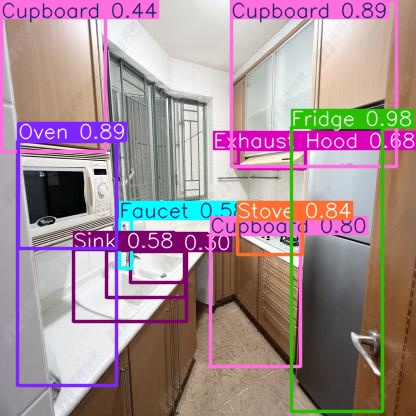 Cupboard 0.44
Cupboard 0.89
Fridge 0.98
Oven 0.89
Exhaust Hood 0.68
Faucet 0.58
Stove 0.84
Cupboard 0.80
Sink 0.58
0.30
Whirlpool